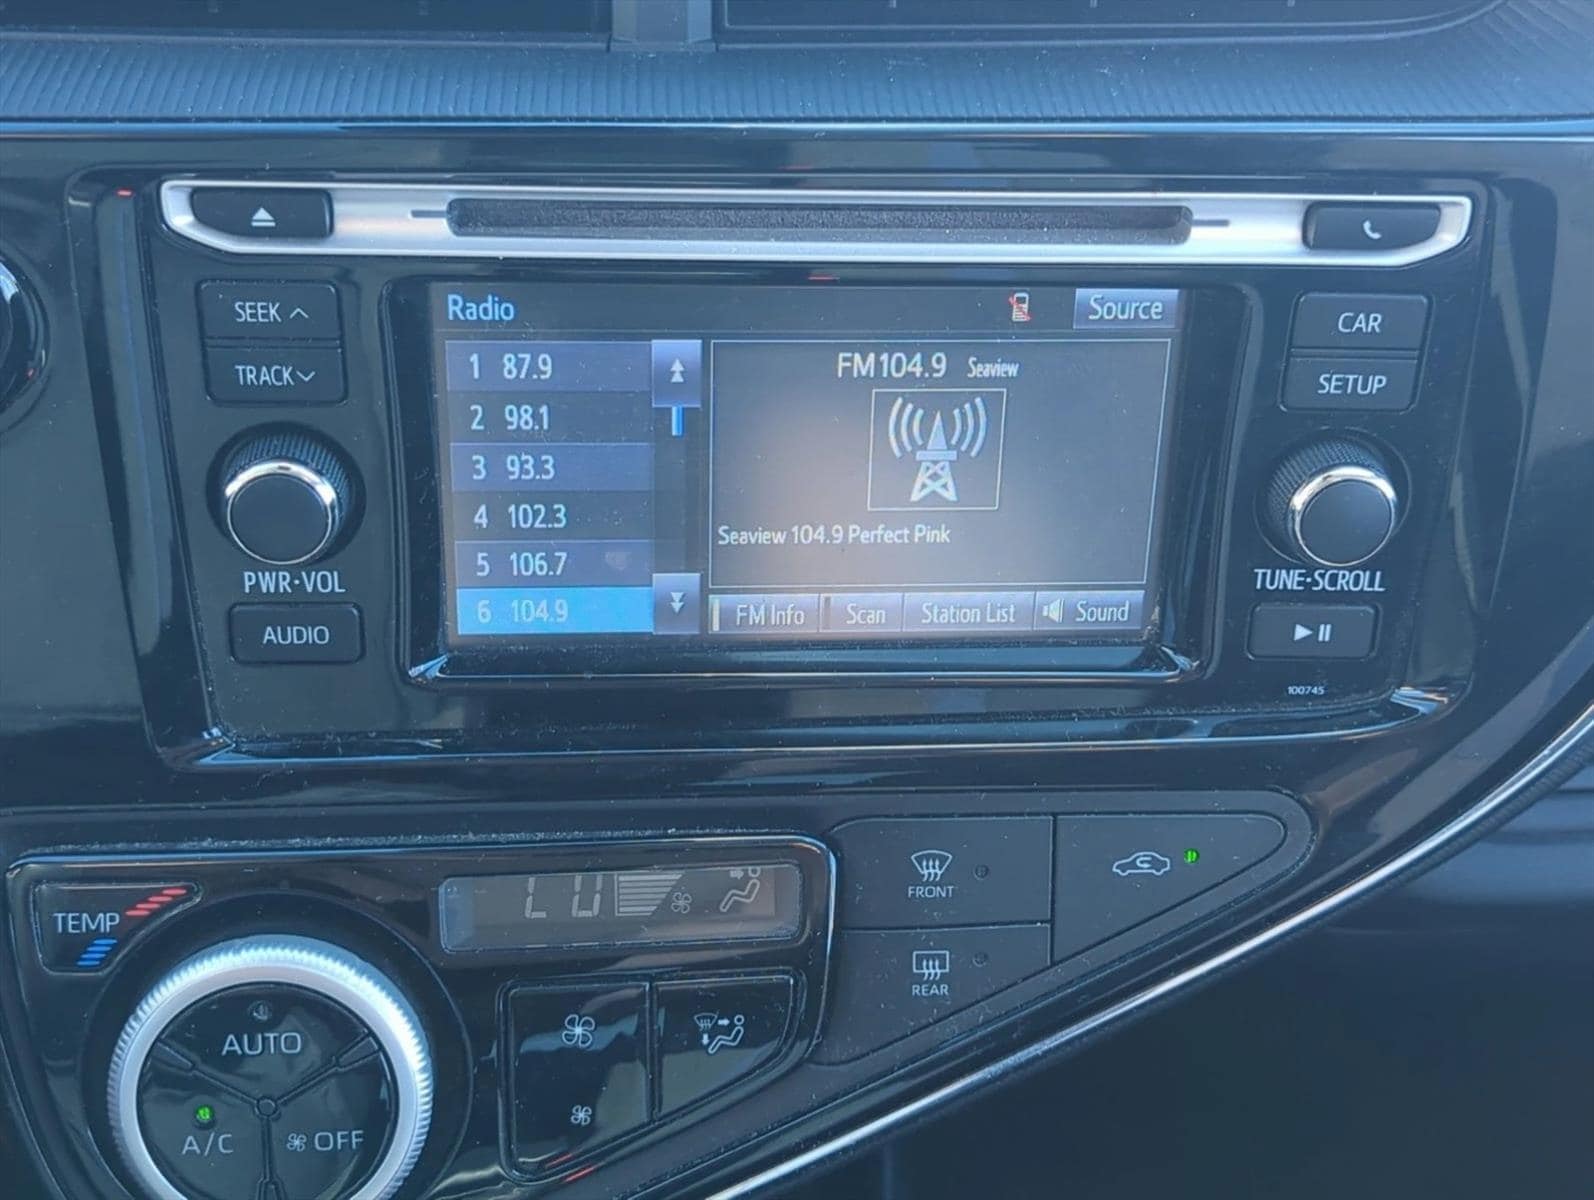 SEEK
TRACK
PWR·VOL
AUDIO
Radio
Source
1 87.9
2 98.1
3 93.3
4 102.3
5 106.7
6 104.9
FM 104.9 Seaview
Seaview 104.9 Perfect Pink
FM Info
Scan
Station List
Sound
CAR
SETUP
TUNE·SCROLL
100745
TEMP
LO
FRONT
REAR
AUTO
A/C
OFF